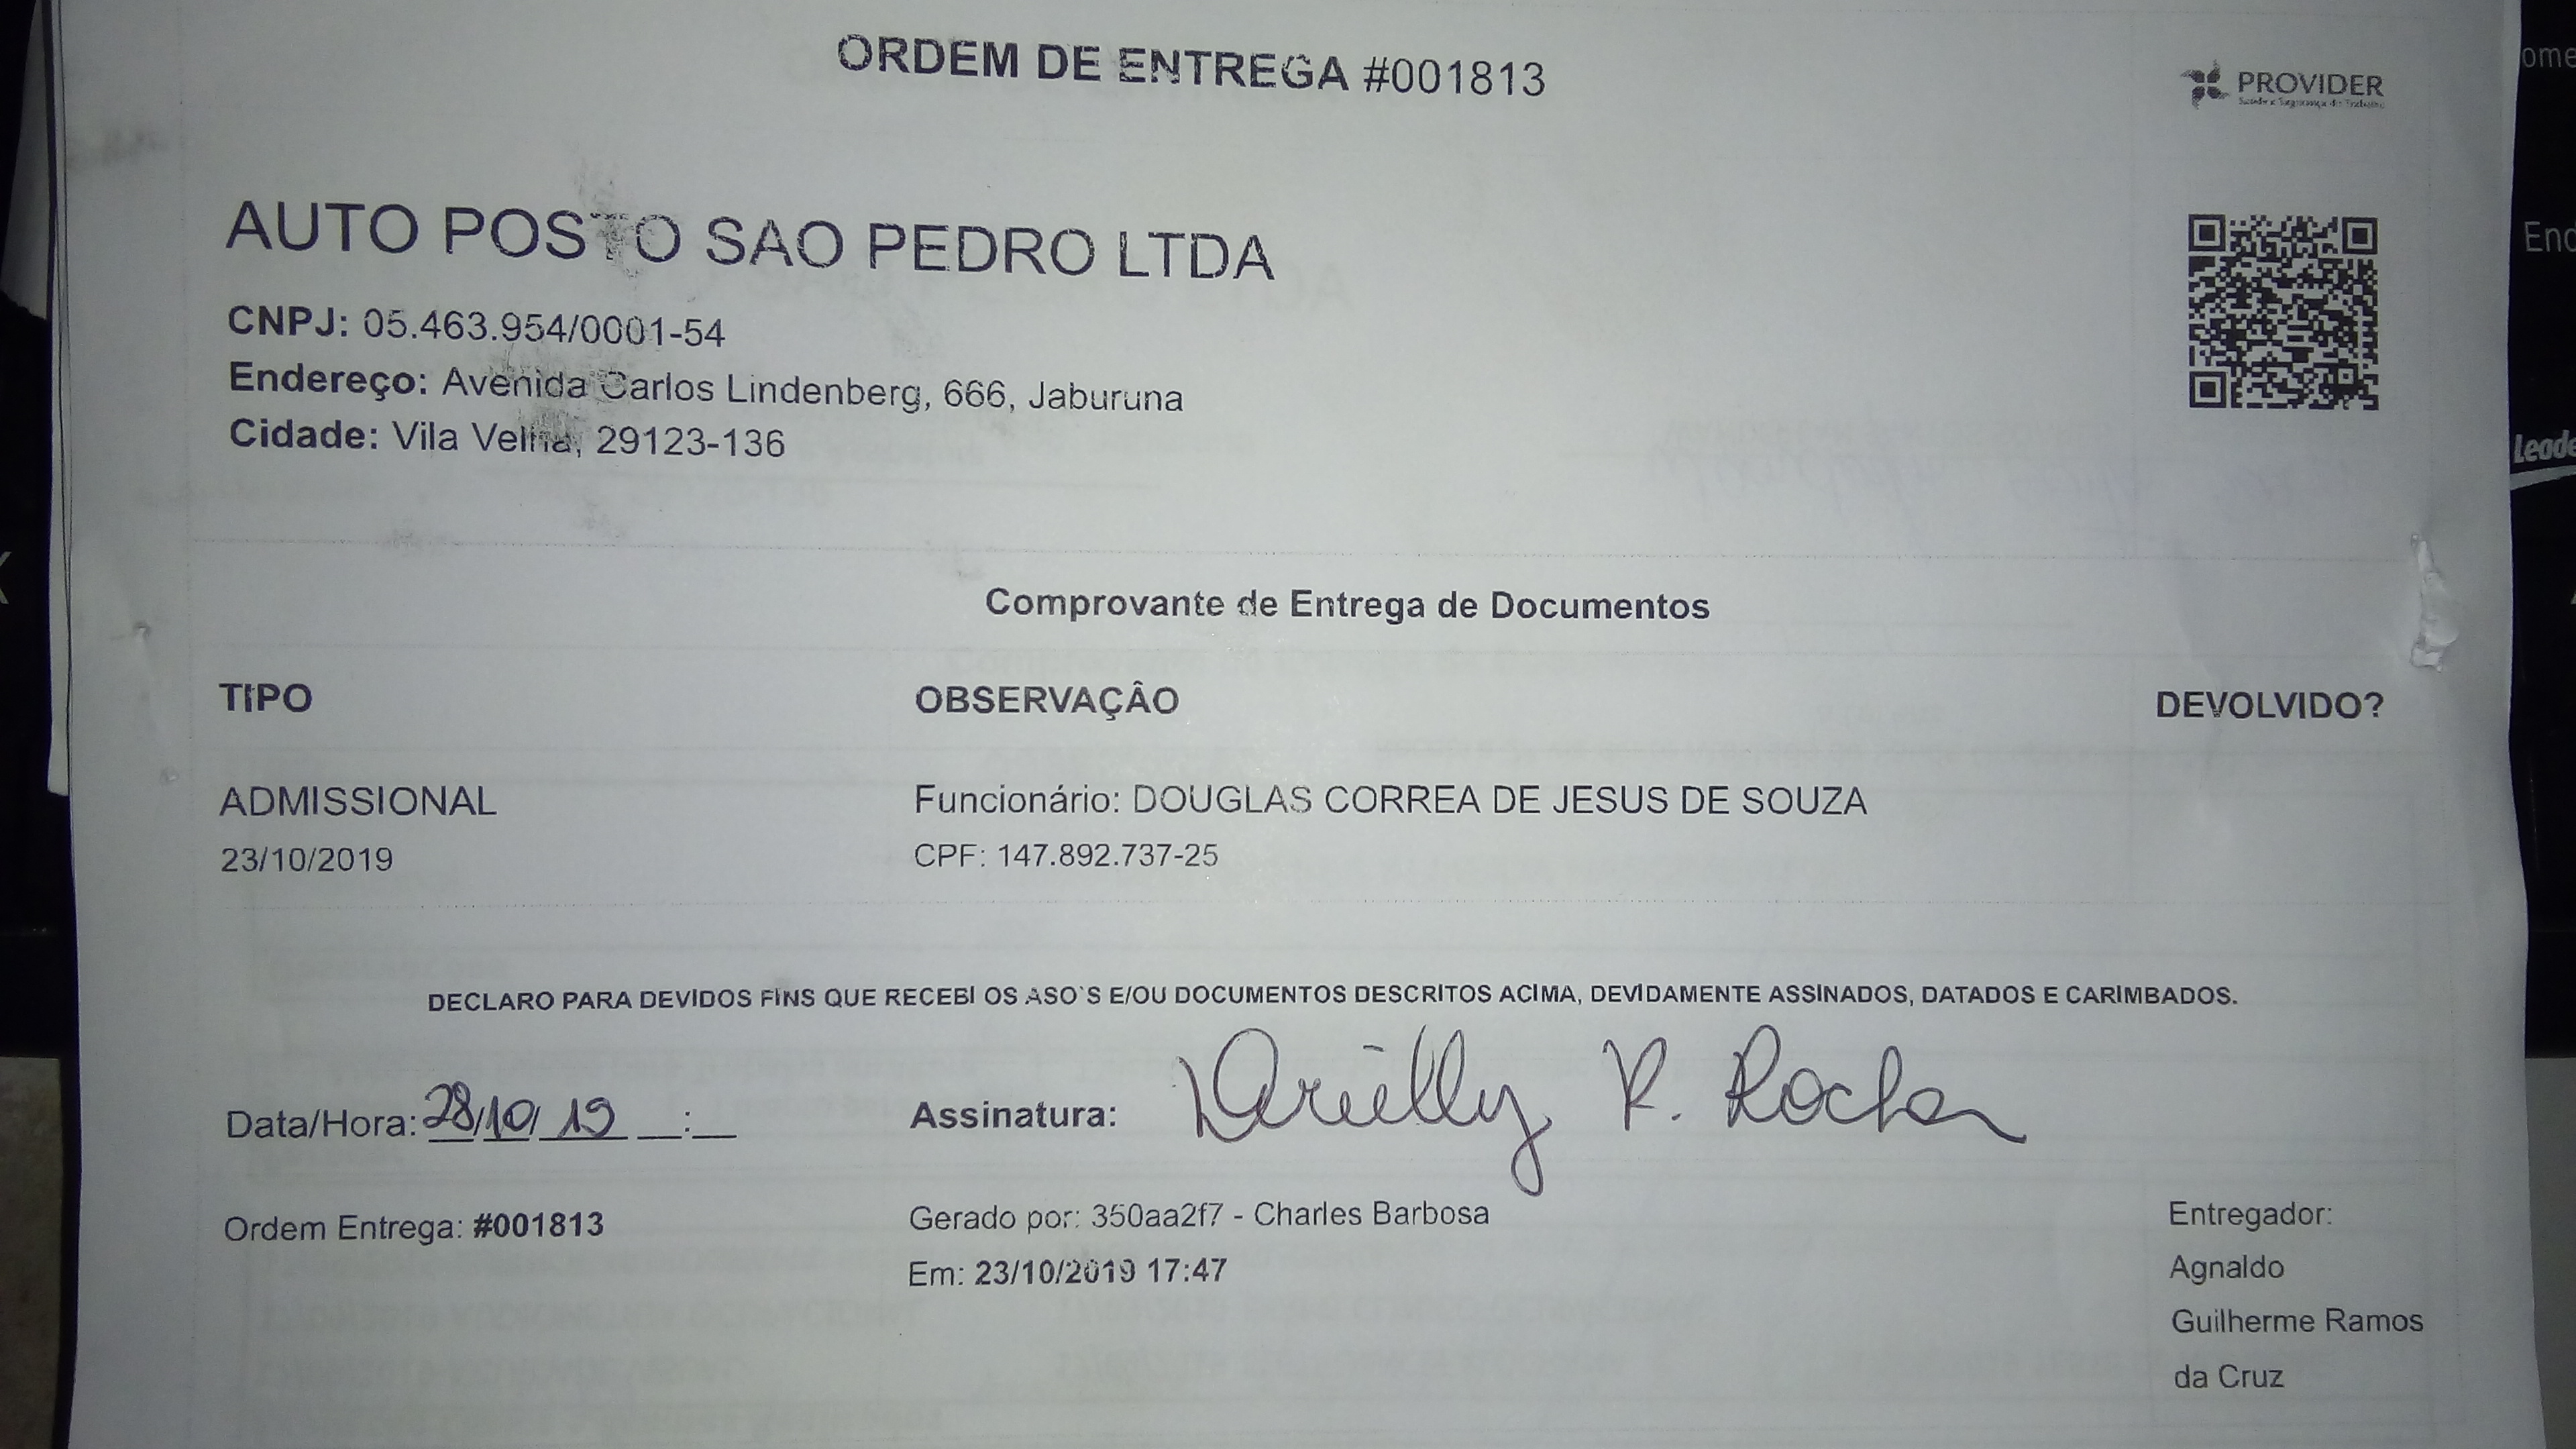 ORDEM DE ENTREGA #001813
PROVIDER
Saúde e Segurança do Trabalho
AUTO POSTO SAO PEDRO LTDA
CNPJ: 05.463.954/0001-54
Endereço: Avenida Carlos Lindenberg, 666, Jaburuna
Cidade: Vila Velha, 29123-136
Comprovante de Entrega de Documentos
TIPO OBSERVAÇÃO DEVOLVIDO?
ADMISSIONAL Funcionário: DOUGLAS CORREA DE JESUS DE SOUZA
23/10/2019 CPF: 147.892.737-25
DECLARO PARA DEVIDOS FINS QUE RECEBI OS ASO`S E/OU DOCUMENTOS DESCRITOS ACIMA, DEVIDAMENTE ASSINADOS, DATADOS E CARIMBADOS.
Data/Hora: 28/10/19 __:__ Assinatura: R. Rocha
Ordem Entrega: #001813 Gerado por: 350aa2f7 - Charles Barbosa
Em: 23/10/2019 17:47
Entregador:
Agnaldo
Guilherme Ramos
da Cruz
End